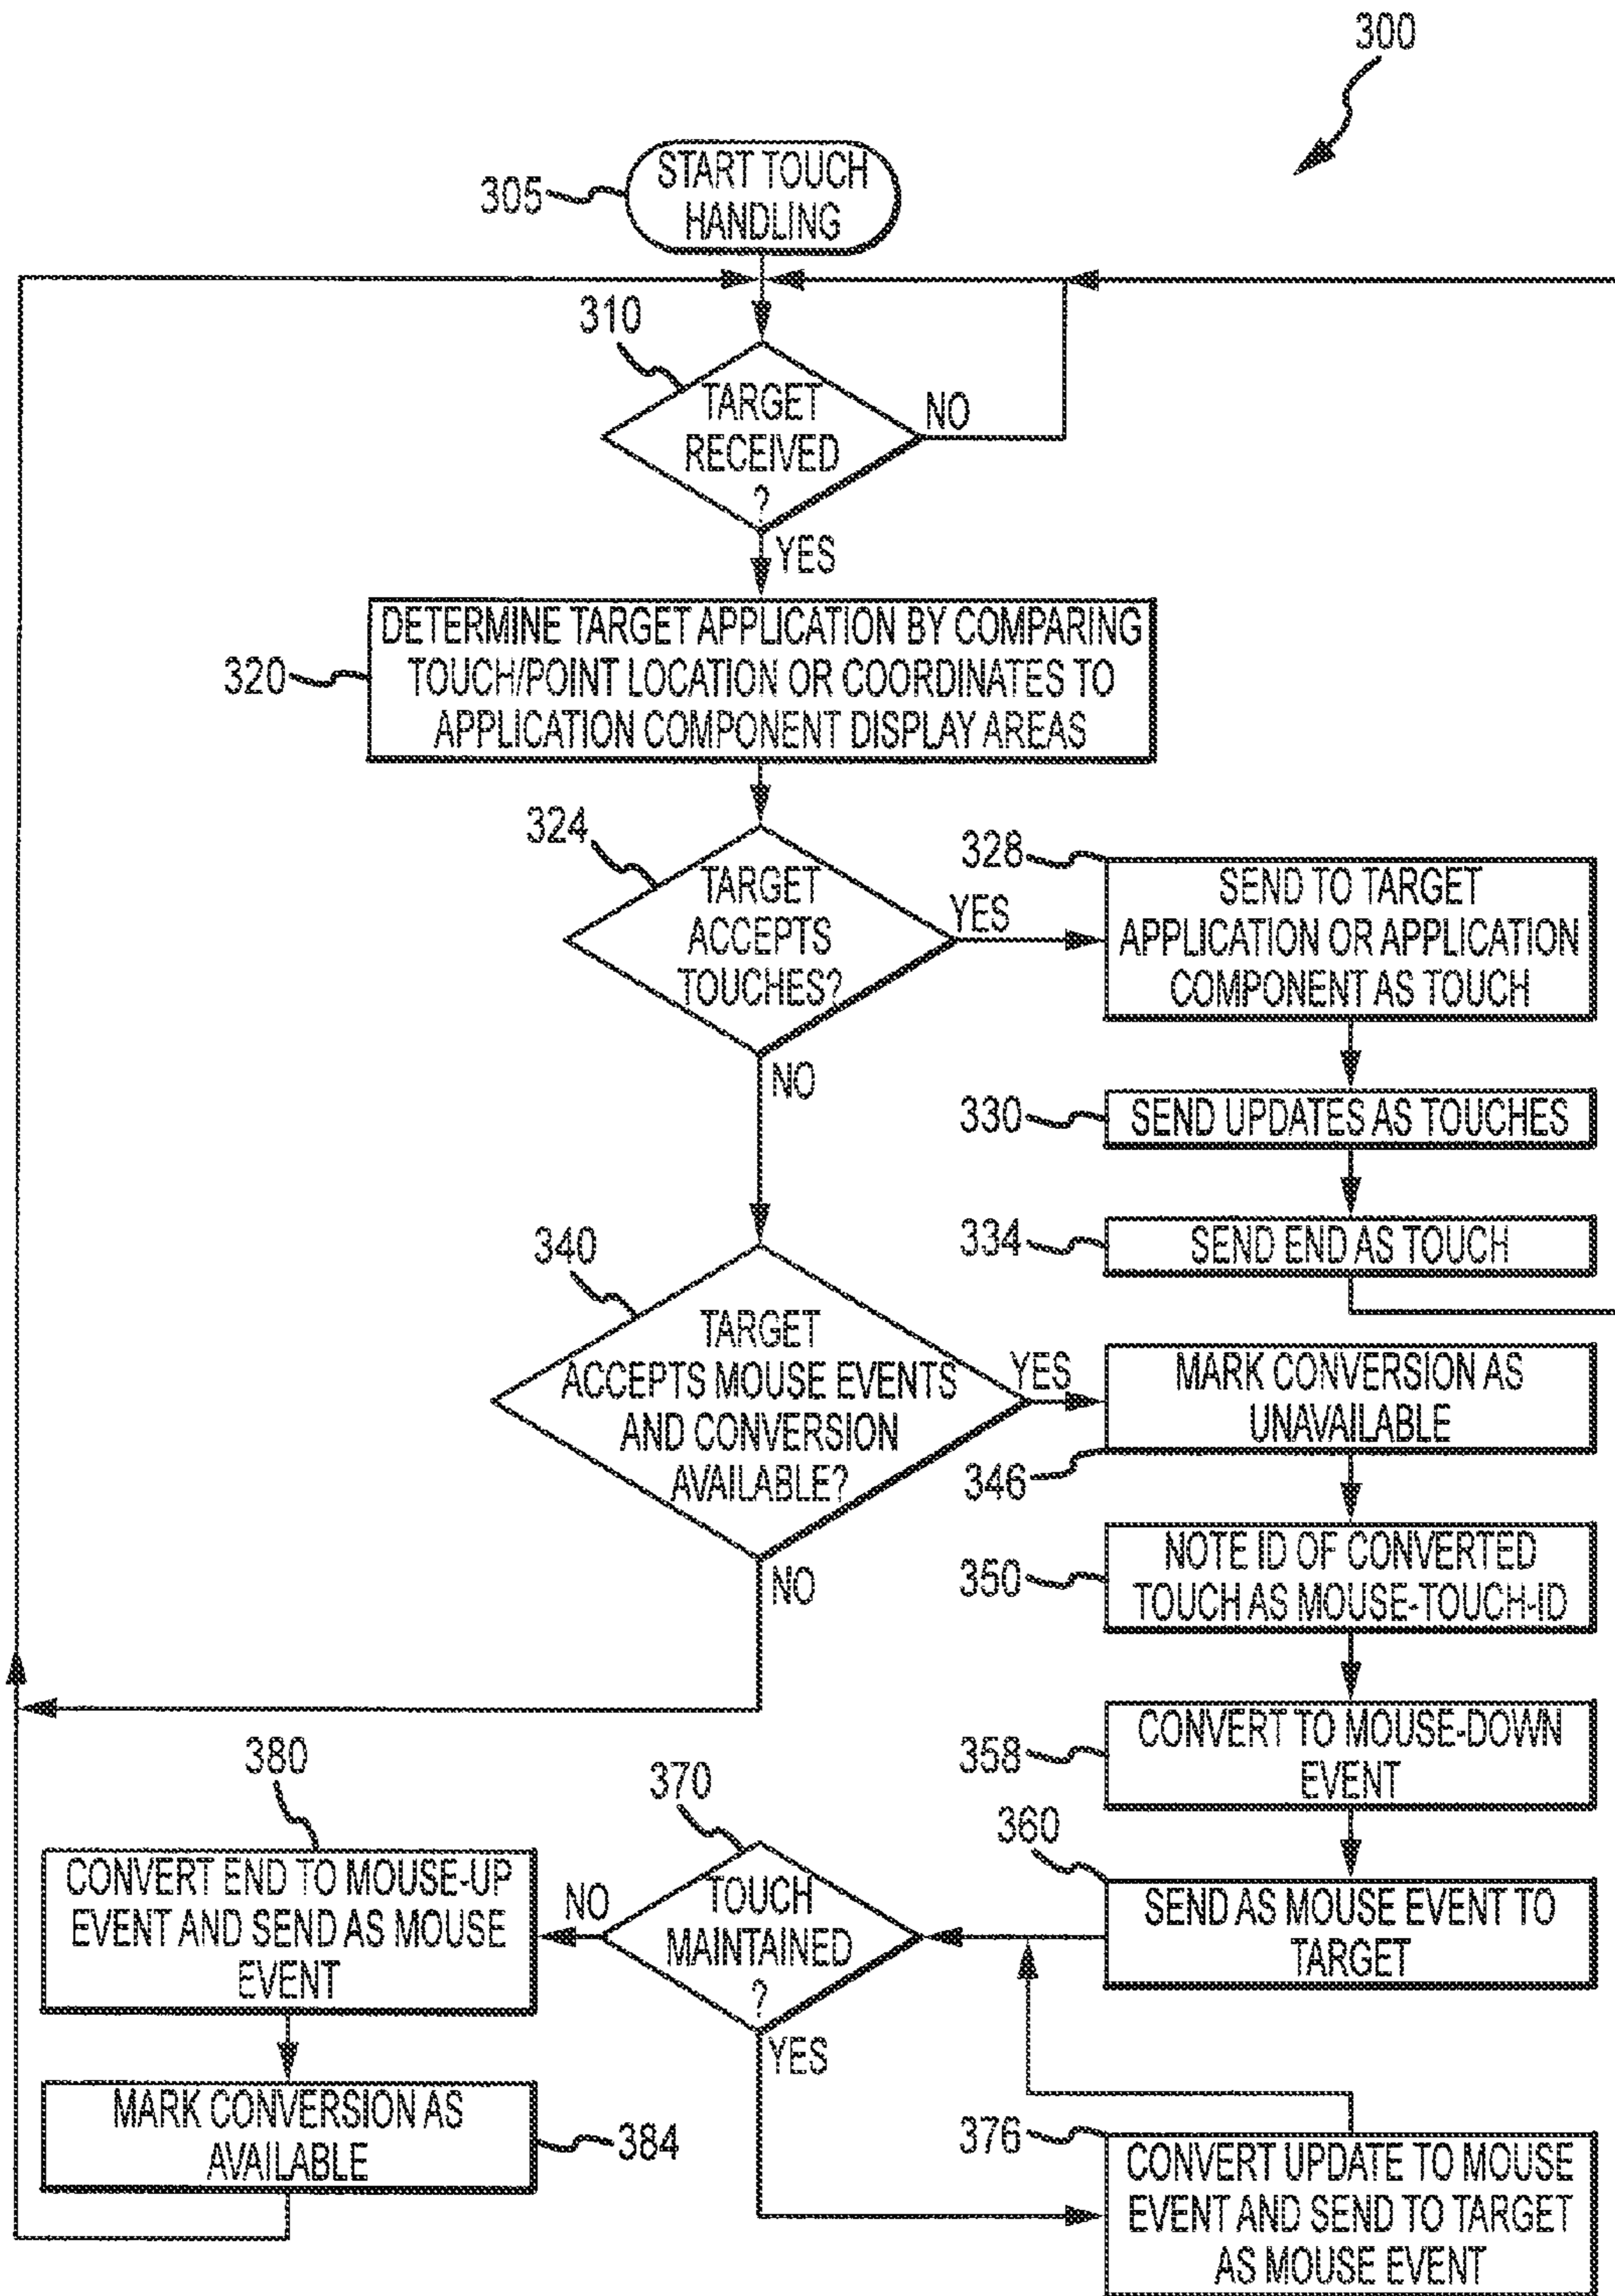 300
305
START TOUCH
HANDLING
310
TARGET
RECEIVED
?
NO
YES
320
DETERMINE TARGET APPLICATION BY COMPARING
TOUCH/POINT LOCATION OR COORDINATES TO
APPLICATION COMPONENT DISPLAY AREAS
324
TARGET
ACCEPTS
TOUCHES?
YES
NO
328
SEND TO TARGET
APPLICATION OR APPLICATION
COMPONENT AS TOUCH
330
SEND UPDATES AS TOUCHES
334
SEND END AS TOUCH
340
TARGET
ACCEPTS MOUSE EVENTS
AND CONVERSION
AVAILABLE?
YES
NO
MARK CONVERSION AS
UNAVAILABLE
346
350
NOTE ID OF CONVERTED
TOUCH AS MOUSE-TOUCH-ID
358
CONVERT TO MOUSE-DOWN
EVENT
360
SEND AS MOUSE EVENT TO
TARGET
370
TOUCH
MAINTAINED
?
NO
YES
376
CONVERT UPDATE TO MOUSE
EVENT AND SEND TO TARGET
AS MOUSE EVENT
380
CONVERT END TO MOUSE-UP
EVENT AND SEND AS MOUSE
EVENT
MARK CONVERSION AS
AVAILABLE
384